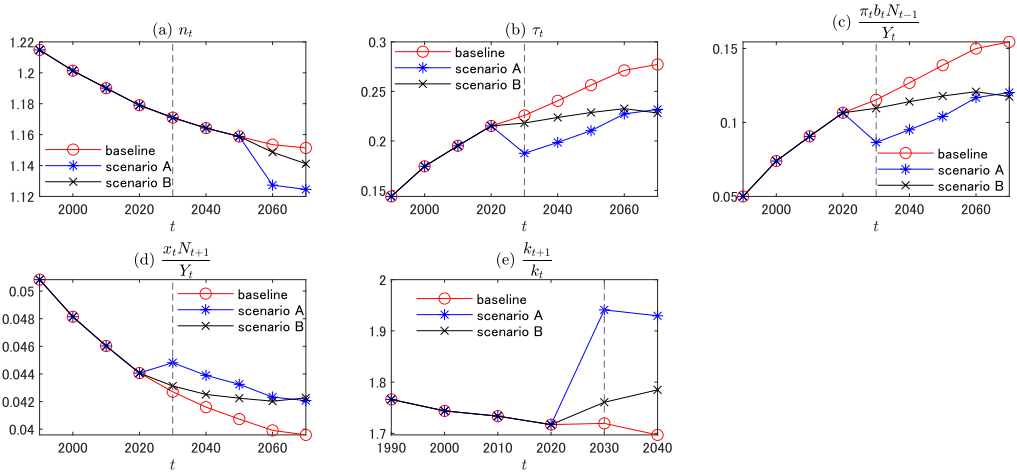 (a) n_t
1.22
1.2
1.18
1.16
1.14
1.12
baseline
scenario A
scenario B
2000 2020 2040 2060
t
(b) τ_t
0.3
0.25
0.2
0.15
baseline
scenario A
scenario B
2000 2020 2040 2060
t
(c) π_t b_t N_{t−1} / Y_t
0.15
0.1
0.05
baseline
scenario A
scenario B
2000 2020 2040 2060
t
(d) x_t N_{t+1} / Y_t
0.05
0.048
0.046
0.044
0.042
0.04
baseline
scenario A
scenario B
2000 2020 2040 2060
t
(e) k_{t+1} / k_t
2
1.9
1.8
1.7
baseline
scenario A
scenario B
1990 2000 2010 2020 2030 2040
t